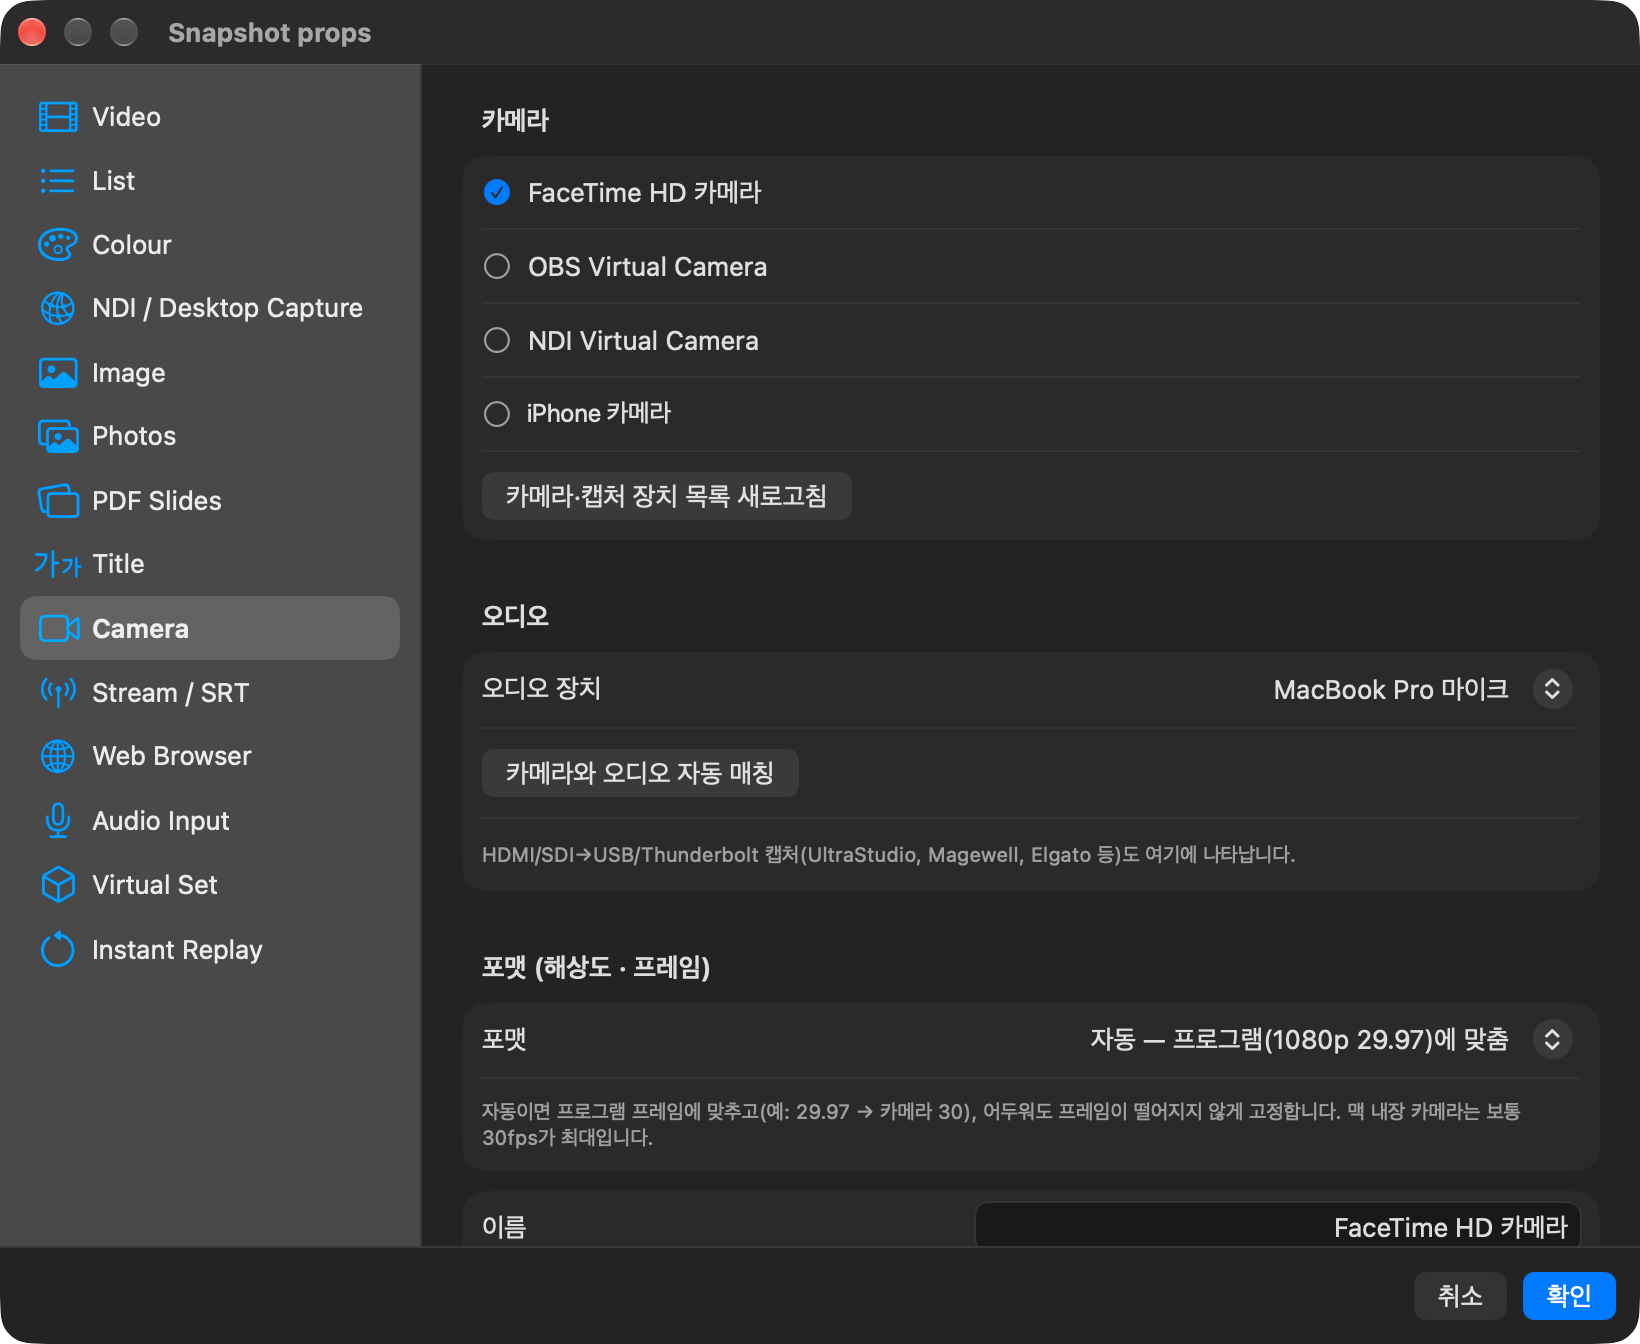 Snapshot props
Video
List
Colour
NDI / Desktop Capture
Image
Photos
PDF Slides
가가 Title
Camera
Stream / SRT
Web Browser
Audio Input
Virtual Set
Instant Replay
카메라
FaceTime HD 카메라
OBS Virtual Camera
NDI Virtual Camera
iPhone 카메라
카메라·캡처 장치 목록 새로고침
오디오
오디오 장치 MacBook Pro 마이크
카메라와 오디오 자동 매칭
HDMI/SDI→USB/Thunderbolt 캡처(UltraStudio, Magewell, Elgato 등)도 여기에 나타납니다.
포맷 (해상도 · 프레임)
포맷 자동 — 프로그램(1080p 29.97)에 맞춤
자동이면 프로그램 프레임에 맞추고(예: 29.97 → 카메라 30), 어두워도 프레임이 떨어지지 않게 고정합니다. 맥 내장 카메라는 보통
30fps가 최대입니다.
이름 FaceTime HD 카메라
취소 확인